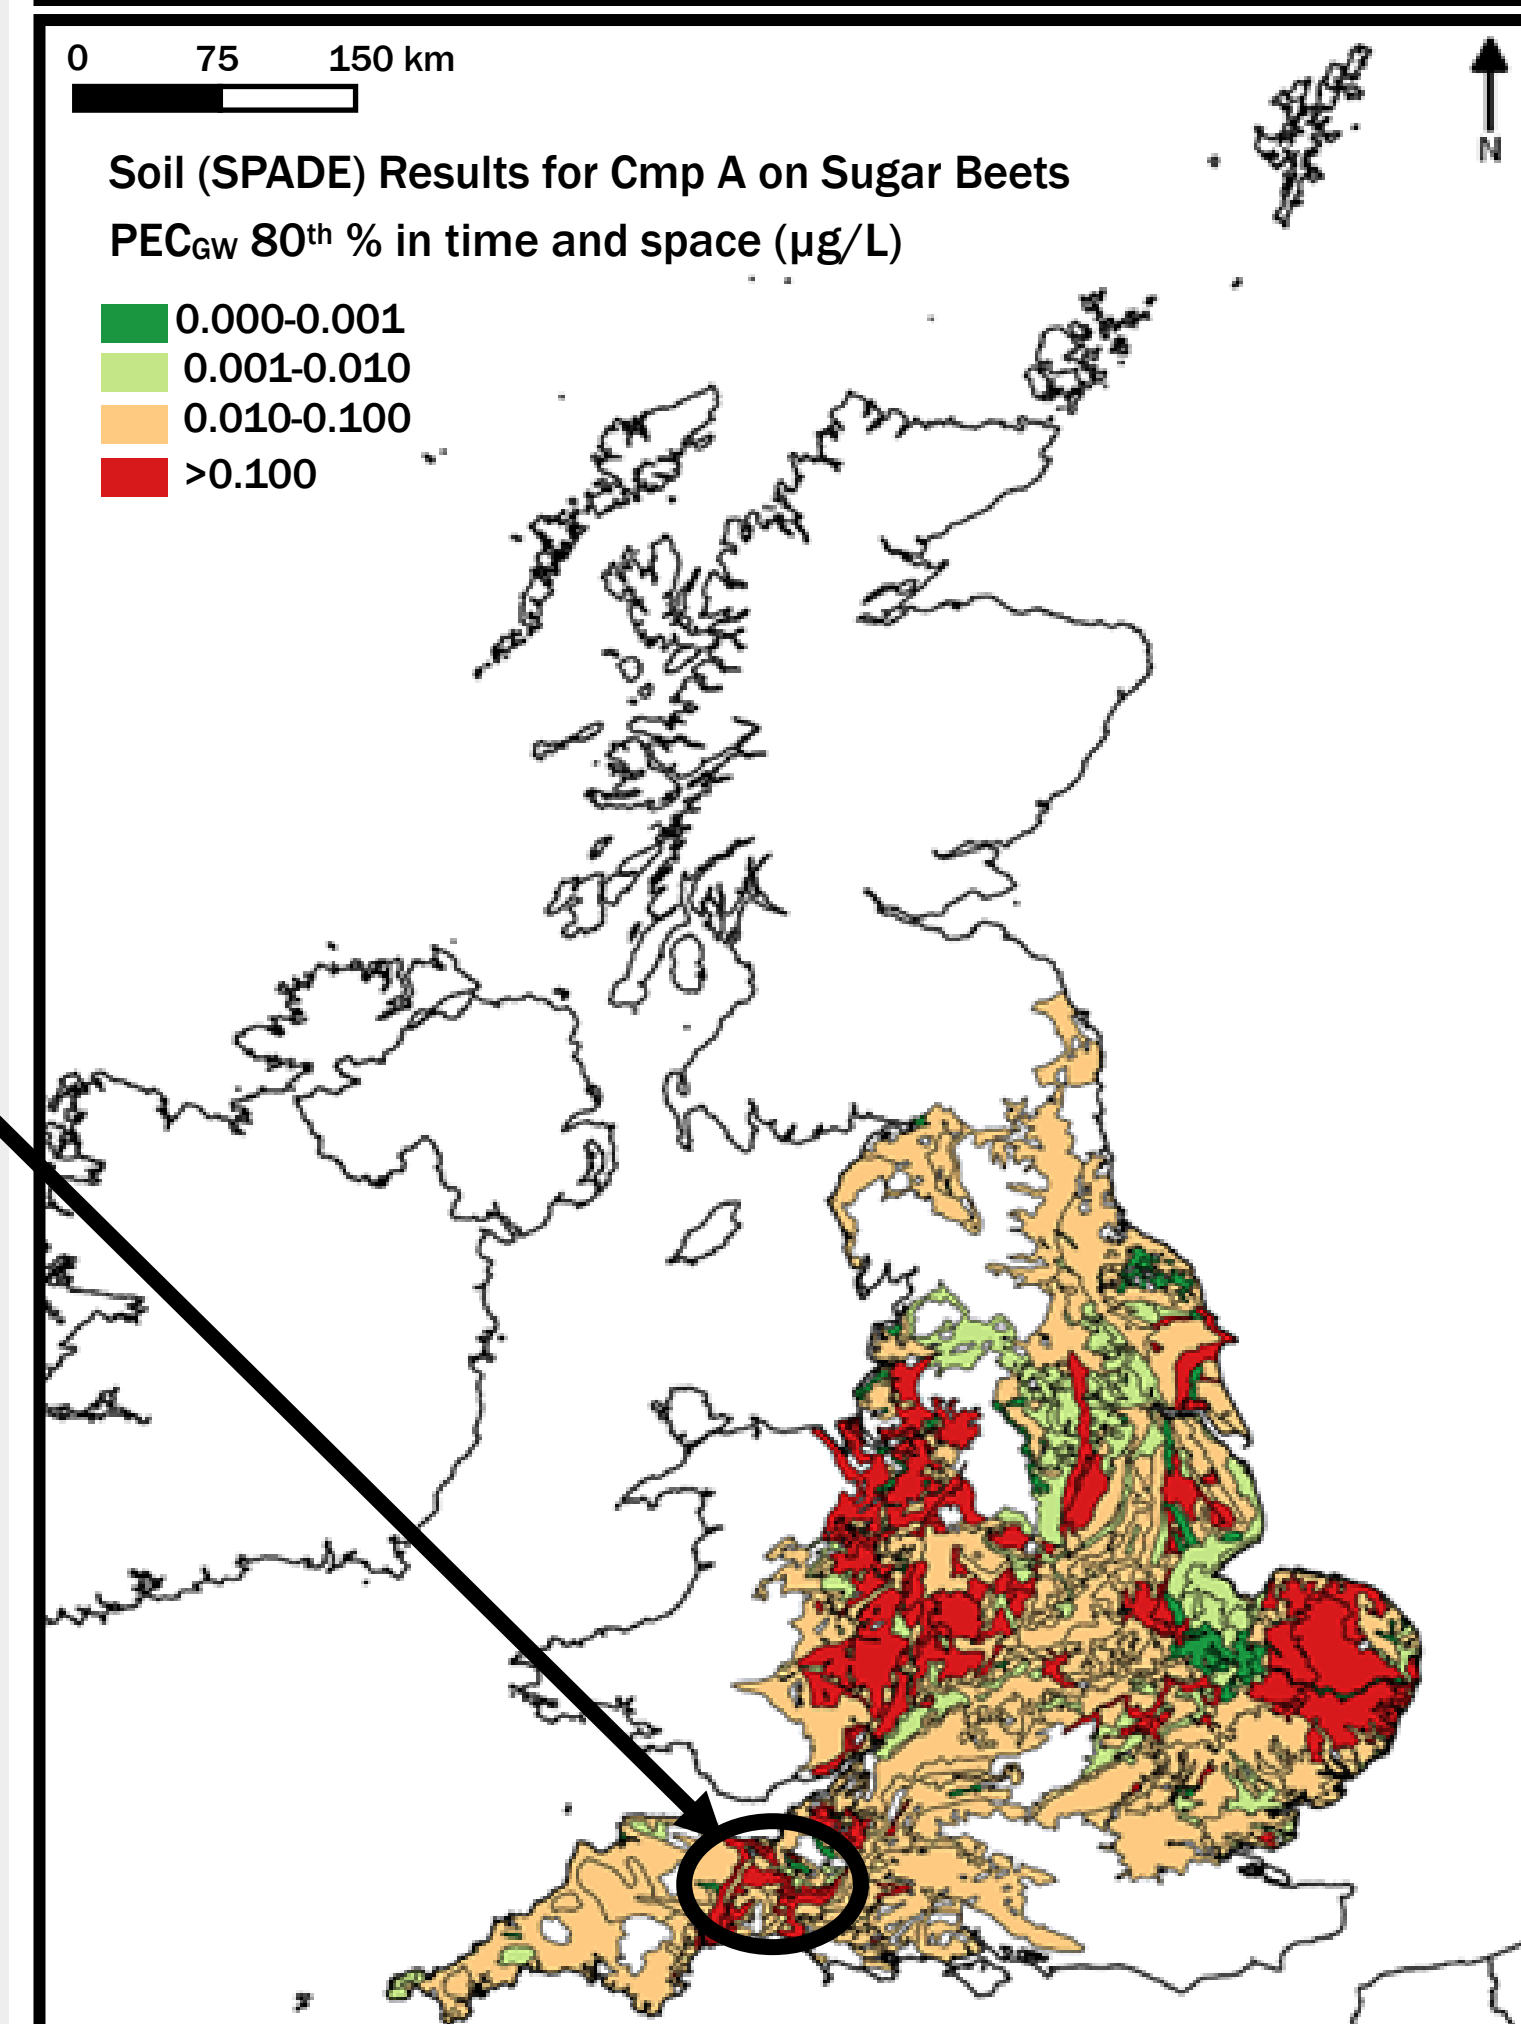 0 75 150 km
N
Soil (SPADE) Results for Cmp A on Sugar Beets
PECGW 80th % in time and space (µg/L)
0.000-0.001
0.001-0.010
0.010-0.100
>0.100